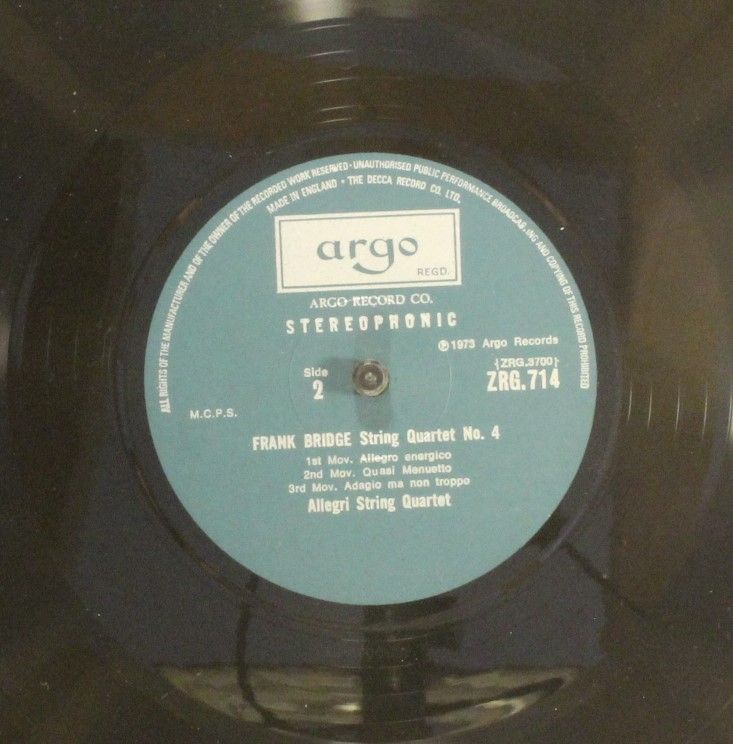 ALL RIGHTS OF THE MANUFACTURER AND OF THE OWNER OF THE RECORDED WORK RESERVED · UNAUTHORISED PUBLIC PERFORMANCE BROADCASTING AND COPYING OF THIS RECORD PROHIBITED
MADE IN ENGLAND · THE DECCA RECORD CO. LTD.
argo
REGD.
ARGO RECORD CO.
STEREOPHONIC
℗1973 Argo Records
Side
2
(ZRG.3700)
ZRG.714
M.C.P.S.
FRANK BRIDGE String Quartet No. 4
1st Mov. Allegro energico
2nd Mov. Quasi Menuetto
3rd Mov. Adagio ma non troppo
Allegri String Quartet